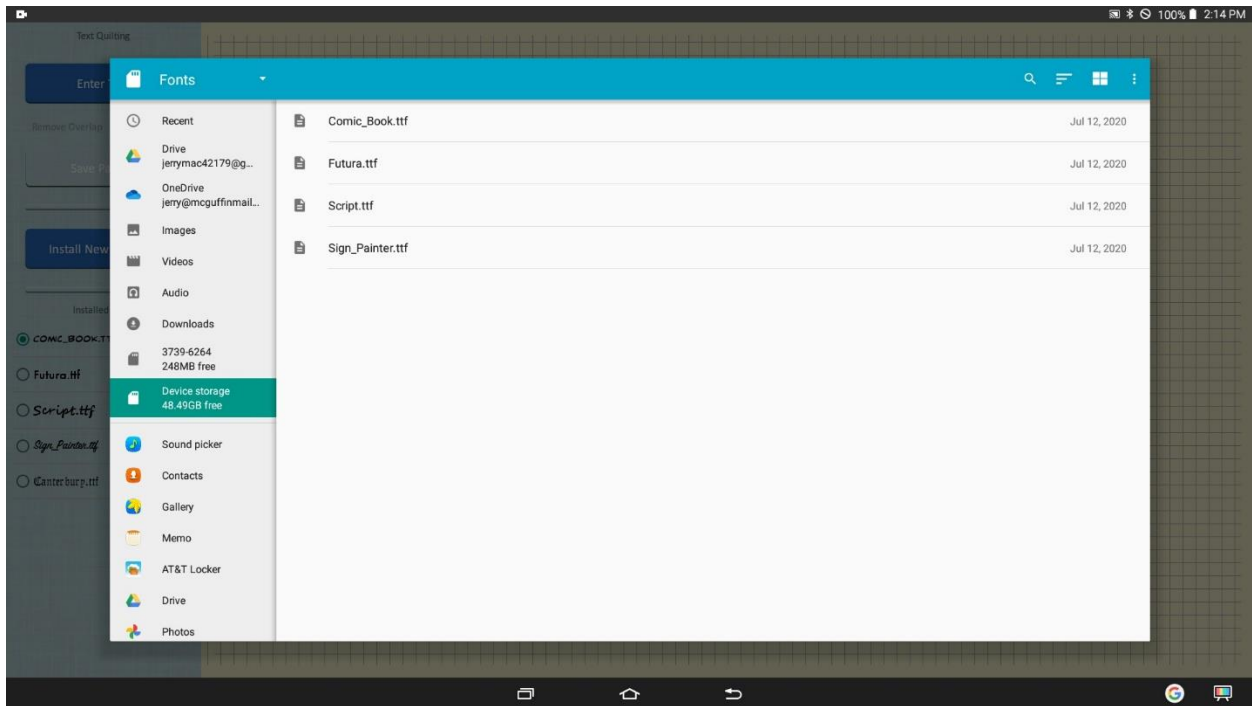 100% 2:14 PM
Text Quilting
Enter
Remove Overlap
Save
Install New
Installed
COMIC_BOOK.TT
Futura.ttf
Script.ttf
Sign_Painter.ttf
Canterbury.ttf
Fonts
Recent
Drive
jerrymac42179@g...
OneDrive
jerry@mcguffinmail...
Images
Videos
Audio
Downloads
3739-6264
248MB free
Device storage
48.49GB free
Sound picker
Contacts
Gallery
Memo
AT&T Locker
Drive
Photos
Comic_Book.ttf Jul 12, 2020
Futura.ttf Jul 12, 2020
Script.ttf Jul 12, 2020
Sign_Painter.ttf Jul 12, 2020